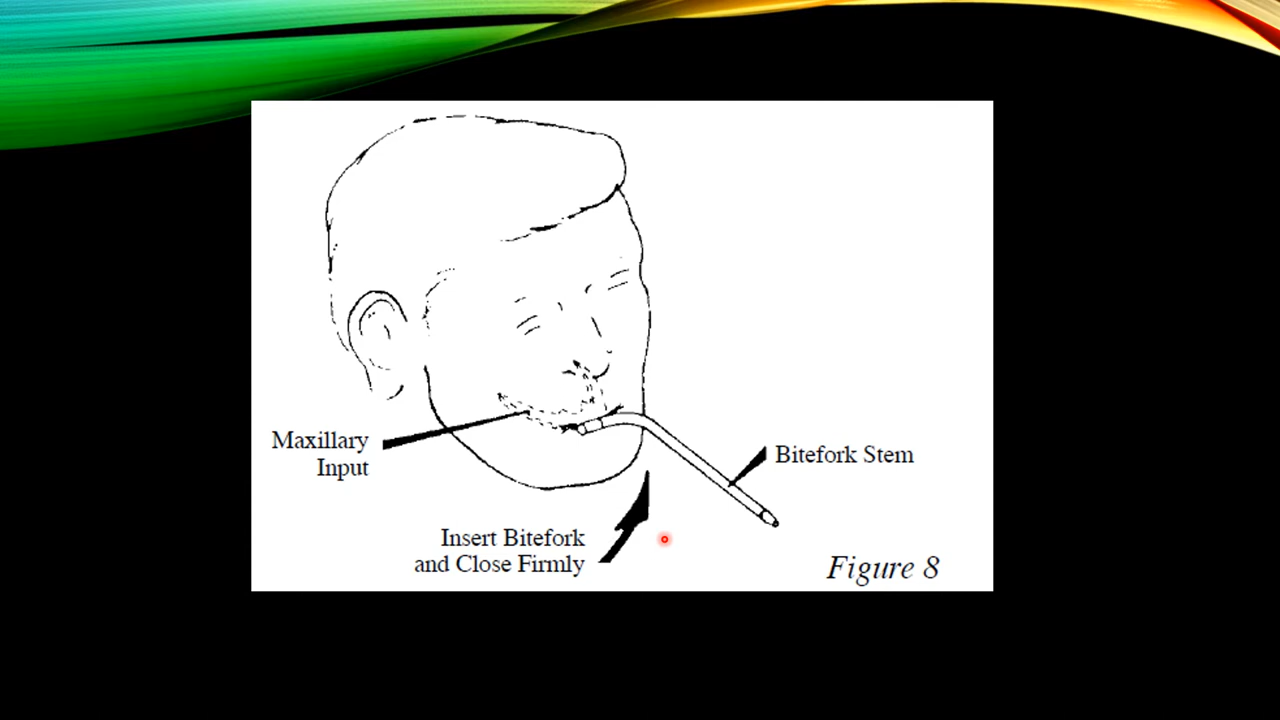 Maxillary
Input
Bitefork Stem
Insert Bitefork
and Close Firmly
Figure 8